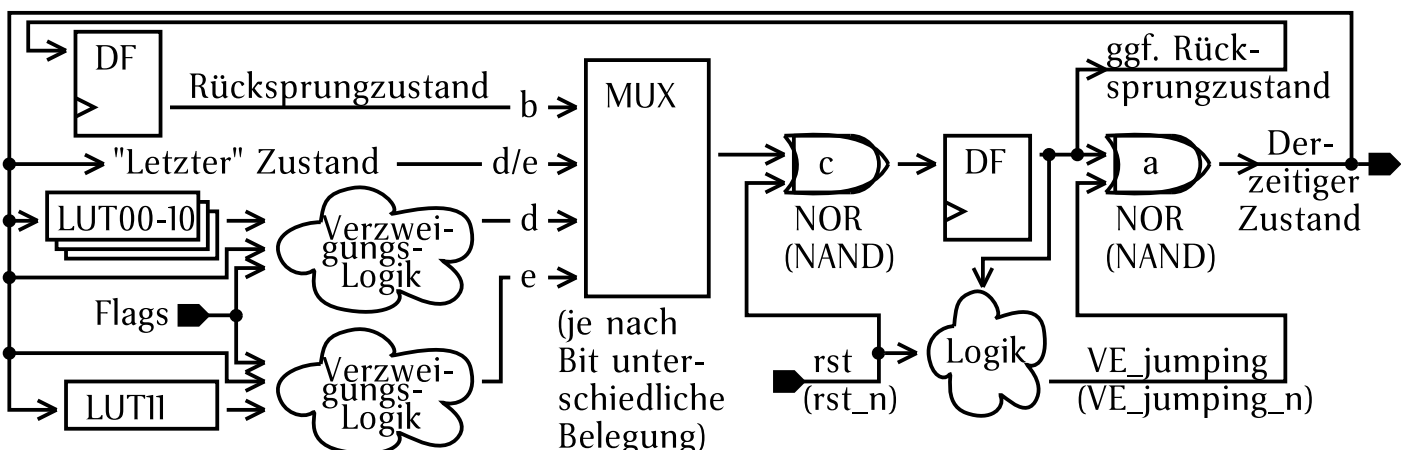 DF
Rücksprungzustand
b
"Letzter" Zustand
d/e
LUT00-10
Verzwei-
gungs-
Logik
d
e
Flags
Verzwei-
gungs-
Logik
LUT11
MUX
(je nach
Bit unter-
schiedliche
Belegung)
c
NOR
(NAND)
DF
rst
(rst_n)
Logik
ggf. Rück-
sprungzustand
a
NOR
(NAND)
Der-
zeitiger
Zustand
VE_jumping
(VE_jumping_n)